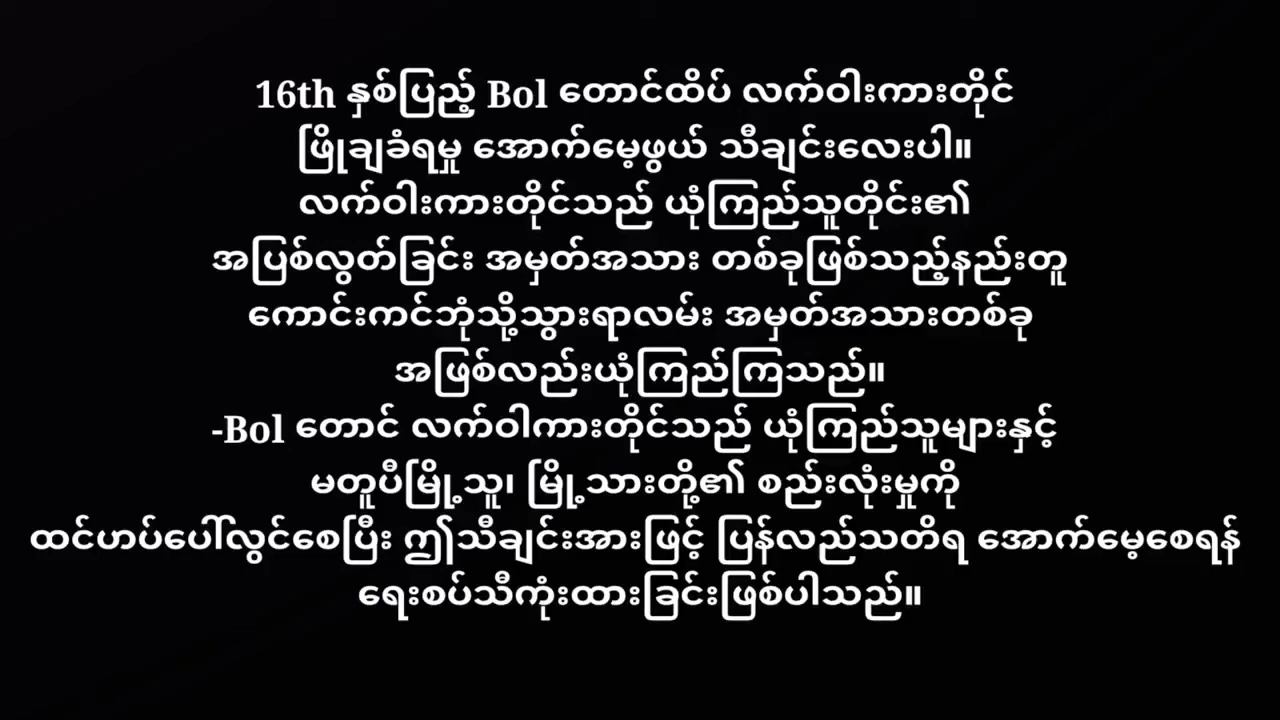 16th နှစ်ပြည့် Bol တောင်ထိပ် လက်ဝါးကားတိုင်
ဖြိုချခံရမှု အောက်မေ့ဖွယ် သီချင်းလေးပါ။
လက်ဝါးကားတိုင်သည် ယုံကြည်သူတိုင်း၏
အပြစ်လွတ်ခြင်း အမှတ်အသား တစ်ခုဖြစ်သည့်နည်းတူ
ကောင်းကင်ဘုံသို့သွားရာလမ်း အမှတ်အသားတစ်ခု
အဖြစ်လည်းယုံကြည်ကြသည်။
-Bol တောင် လက်ဝါကားတိုင်သည် ယုံကြည်သူများနှင့်
မတူပီမြို့သူ၊ မြို့သားတို့၏ စည်းလုံးမှုကို
ထင်ဟပ်ပေါ်လွင်စေပြီး ဤသီချင်းအားဖြင့် ပြန်လည်သတိရ အောက်မေ့စေရန်
ရေးစပ်သီကုံးထားခြင်းဖြစ်ပါသည်။